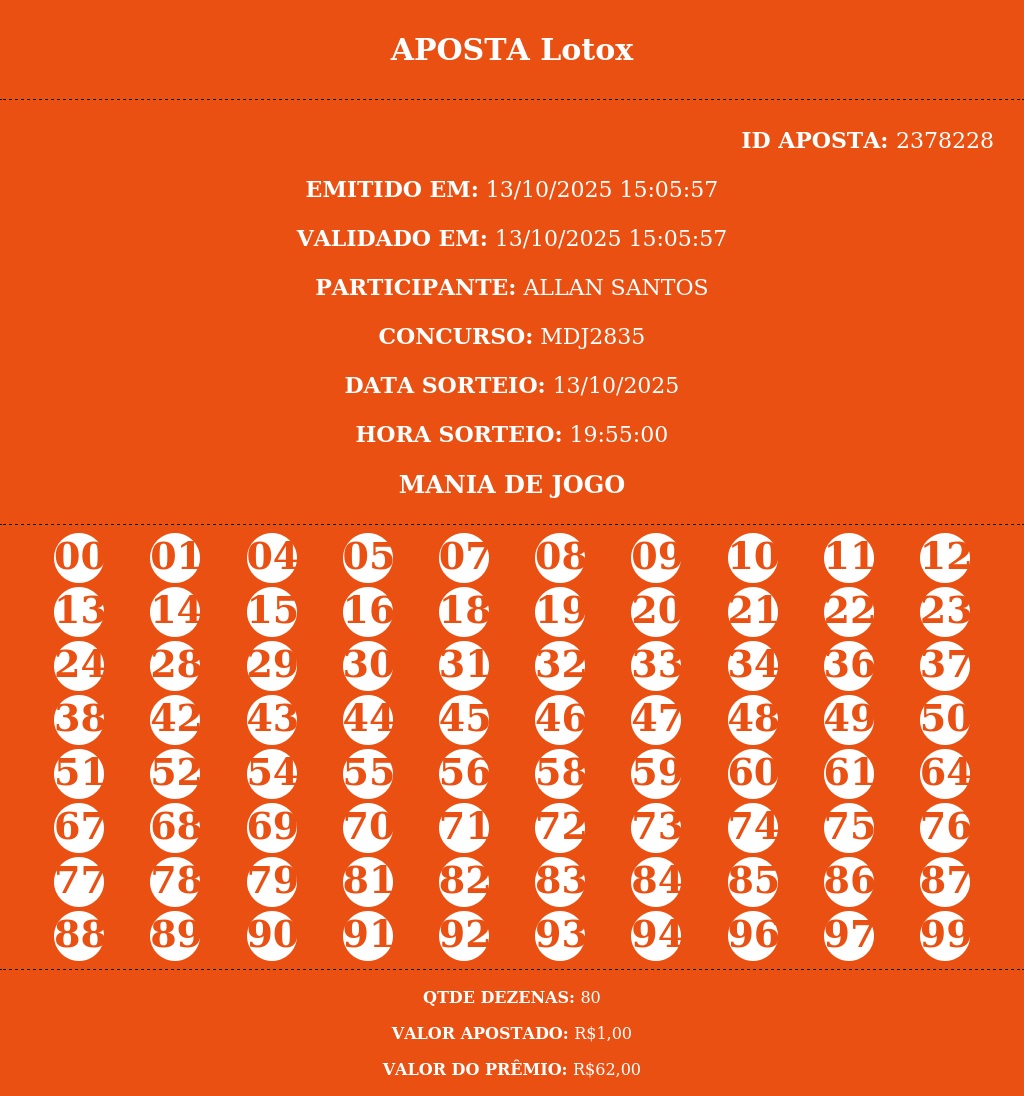 APOSTA Lotox
ID APOSTA: 2378228
EMITIDO EM: 13/10/2025 15:05:57
VALIDADO EM: 13/10/2025 15:05:57
PARTICIPANTE: ALLAN SANTOS
CONCURSO: MDJ2835
DATA SORTEIO: 13/10/2025
HORA SORTEIO: 19:55:00
MANIA DE JOGO
00 01 04 05 07 08 09 10 11 12
13 14 15 16 18 19 20 21 22 23
24 28 29 30 31 32 33 34 36 37
38 42 43 44 45 46 47 48 49 50
51 52 54 55 56 58 59 60 61 64
67 68 69 70 71 72 73 74 75 76
77 78 79 81 82 83 84 85 86 87
88 89 90 91 92 93 94 96 97 99
QTDE DEZENAS: 80
VALOR APOSTADO: R$1,00
VALOR DO PRÊMIO: R$62,00